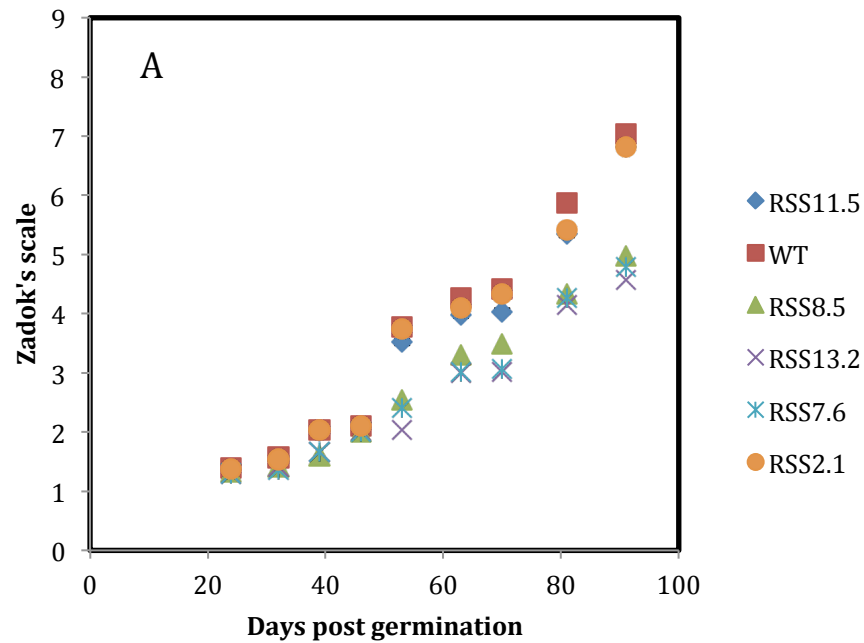 A
9
8
7
6
5
4
3
2
1
0
Zadok's scale
0 20 40 60 80 100
Days post germination
RSS11.5
WT
RSS8.5
RSS13.2
RSS7.6
RSS2.1